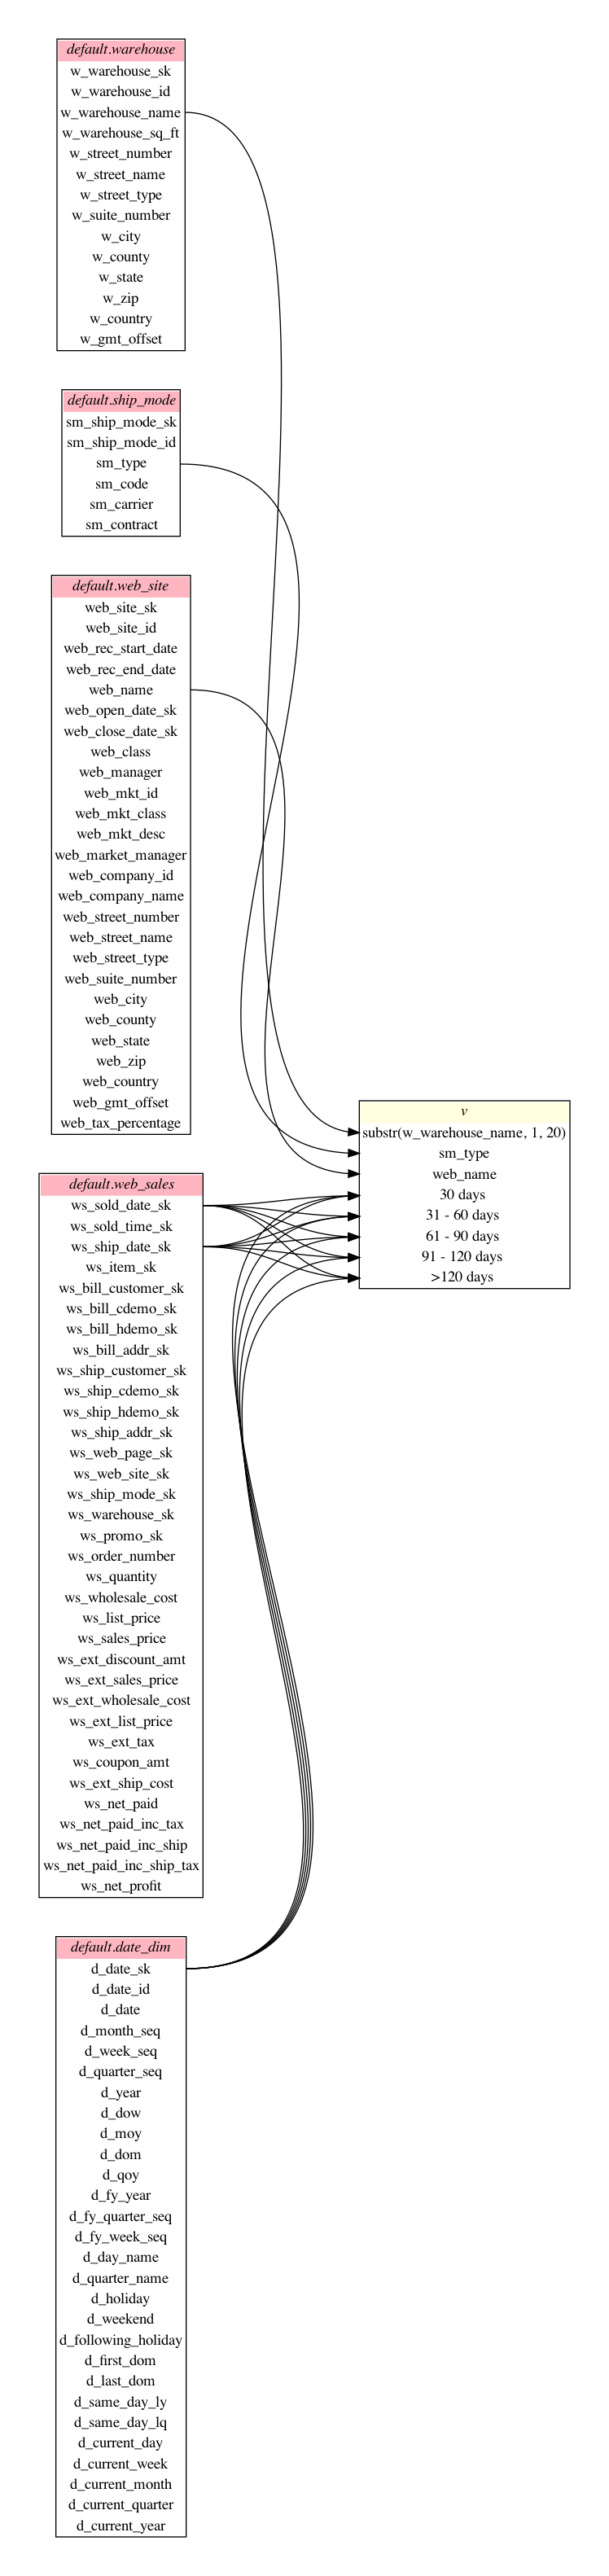 default.warehouse
w_warehouse_sk
w_warehouse_id
w_warehouse_name
w_warehouse_sq_ft
w_street_number
w_street_name
w_street_type
w_suite_number
w_city
w_county
w_state
w_zip
w_country
w_gmt_offset
default.ship_mode
sm_ship_mode_sk
sm_ship_mode_id
sm_type
sm_code
sm_carrier
sm_contract
default.web_site
web_site_sk
web_site_id
web_rec_start_date
web_rec_end_date
web_name
web_open_date_sk
web_close_date_sk
web_class
web_manager
web_mkt_id
web_mkt_class
web_mkt_desc
web_market_manager
web_company_id
web_company_name
web_street_number
web_street_name
web_street_type
web_suite_number
web_city
web_county
web_state
web_zip
web_country
web_gmt_offset
web_tax_percentage
default.web_sales
ws_sold_date_sk
ws_sold_time_sk
ws_ship_date_sk
ws_item_sk
ws_bill_customer_sk
ws_bill_cdemo_sk
ws_bill_hdemo_sk
ws_bill_addr_sk
ws_ship_customer_sk
ws_ship_cdemo_sk
ws_ship_hdemo_sk
ws_ship_addr_sk
ws_web_page_sk
ws_web_site_sk
ws_ship_mode_sk
ws_warehouse_sk
ws_promo_sk
ws_order_number
ws_quantity
ws_wholesale_cost
ws_list_price
ws_sales_price
ws_ext_discount_amt
ws_ext_sales_price
ws_ext_wholesale_cost
ws_ext_list_price
ws_ext_tax
ws_coupon_amt
ws_ext_ship_cost
ws_net_paid
ws_net_paid_inc_tax
ws_net_paid_inc_ship
ws_net_paid_inc_ship_tax
ws_net_profit
default.date_dim
d_date_sk
d_date_id
d_date
d_month_seq
d_week_seq
d_quarter_seq
d_year
d_dow
d_moy
d_dom
d_qoy
d_fy_year
d_fy_quarter_seq
d_fy_week_seq
d_day_name
d_quarter_name
d_holiday
d_weekend
d_following_holiday
d_first_dom
d_last_dom
d_same_day_ly
d_same_day_lq
d_current_day
d_current_week
d_current_month
d_current_quarter
d_current_year
v
substr(w_warehouse_name, 1, 20)
sm_type
web_name
30 days
31 - 60 days
61 - 90 days
91 - 120 days
>120 days